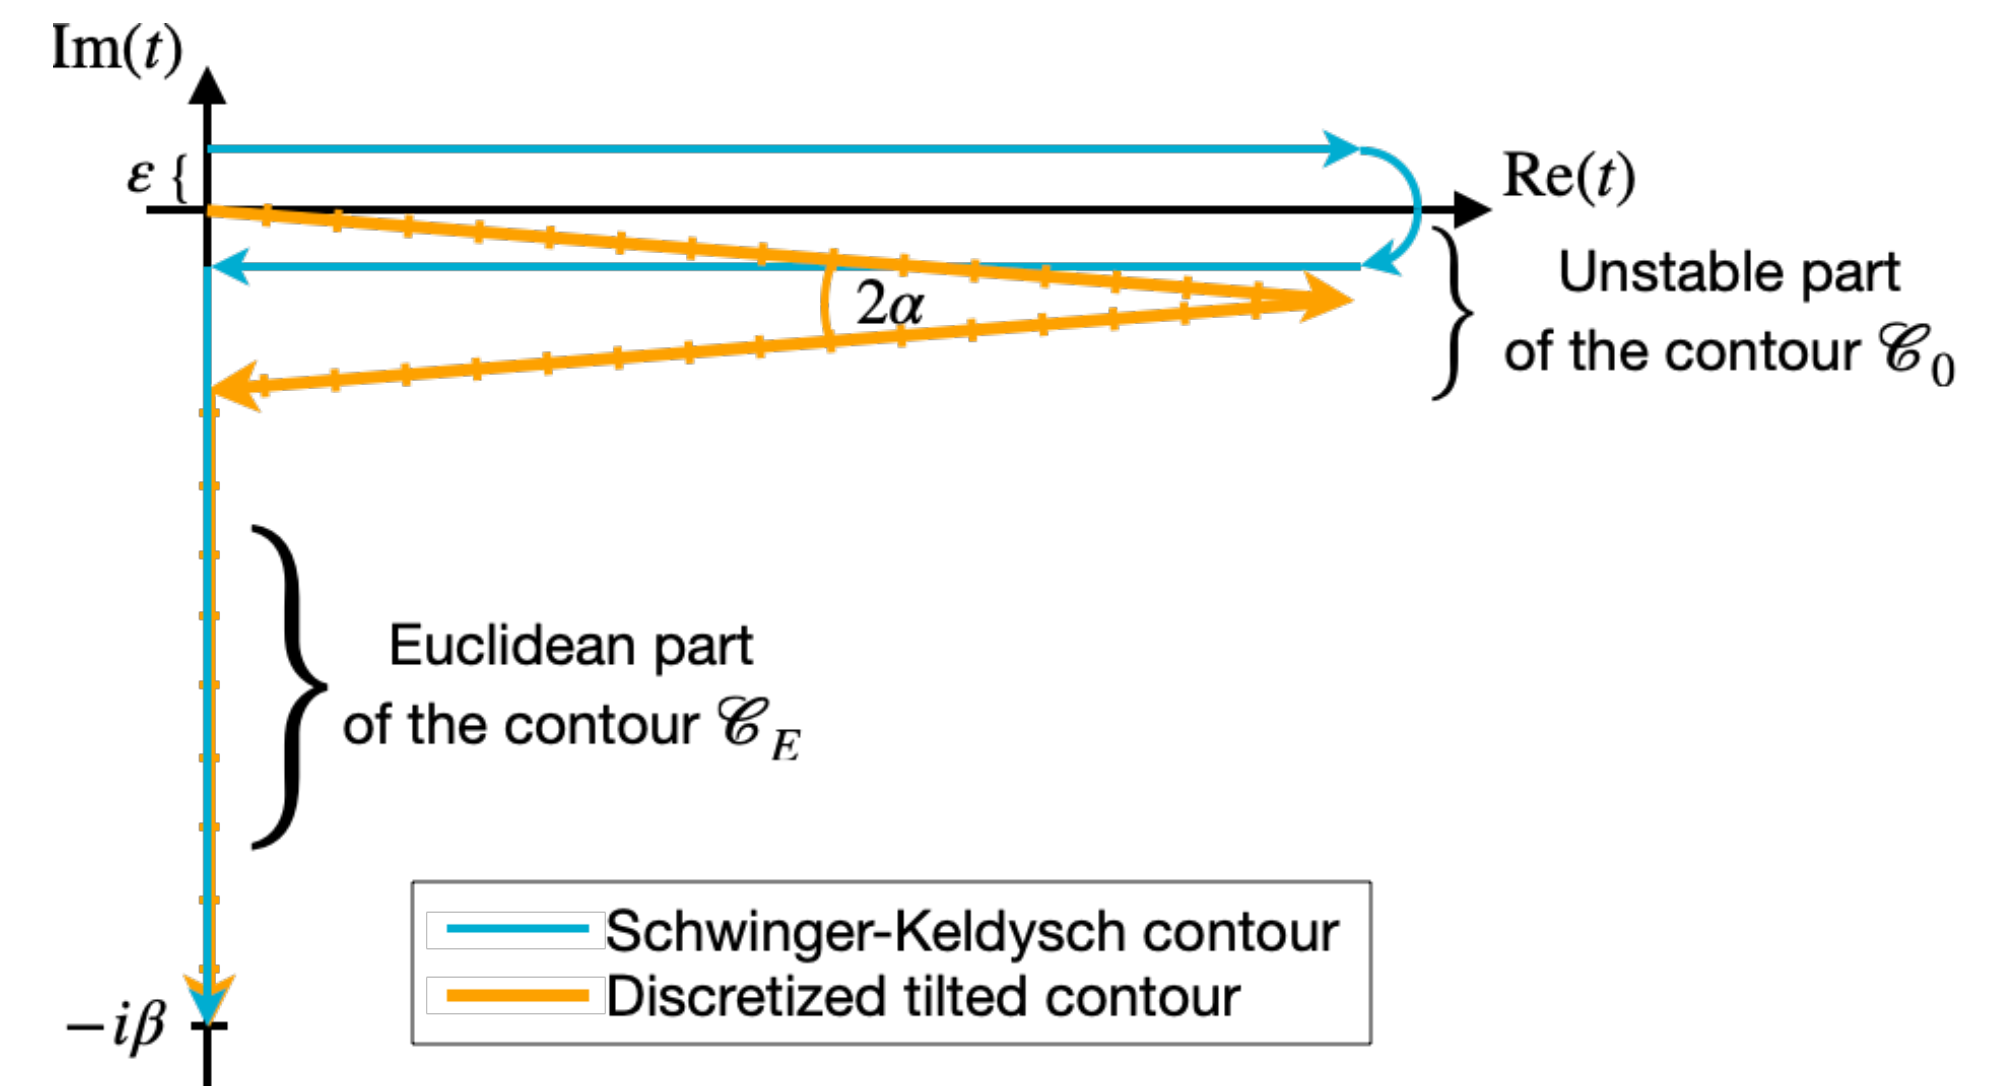 Im(t)
ε {
Re(t)
Unstable part
of the contour 𝒞₀
2α
Euclidean part
of the contour 𝒞_E
Schwinger-Keldysch contour
Discretized tilted contour
−iβ